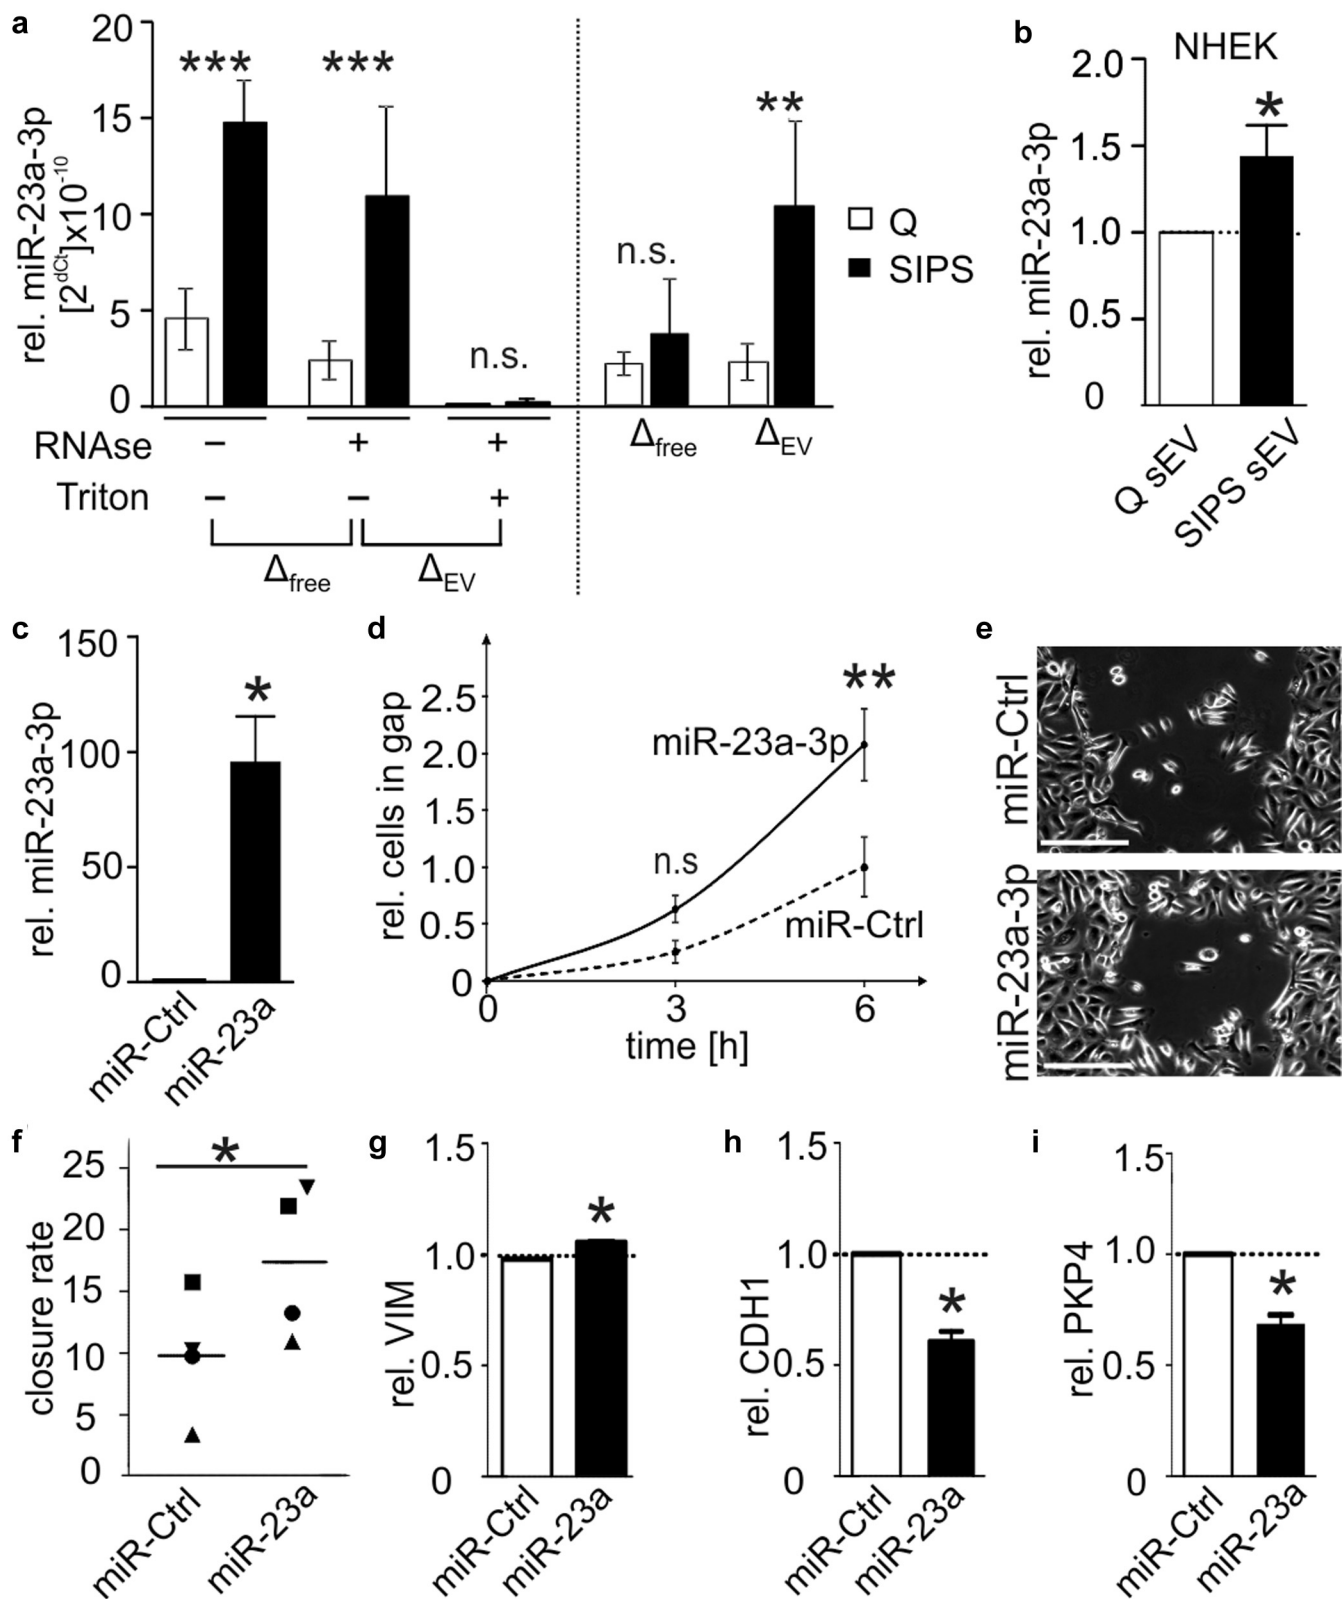 a
20
15
10
5
0
rel. miR-23a-3p
[2^dCt]x10^-10
***
***
n.s.
n.s.
**
Q
SIPS
RNAse − + +
Triton − − +
Δfree
ΔEV
Δfree
ΔEV
b
NHEK
2.0
1.5
1.0
0.5
0
rel. miR-23a-3p
*
Q sEV
SIPS sEV
c
150
100
50
0
rel. miR-23a-3p
*
miR-Ctrl
miR-23a
d
2.5
2.0
1.5
1.0
0.5
0
rel. cells in gap
**
miR-23a-3p
n.s
miR-Ctrl
0 3 6
time [h]
e
miR-Ctrl
miR-23a-3p
f
25
20
15
10
5
0
closure rate
*
miR-Ctrl
miR-23a
g
1.5
1.0
0.5
0
rel. VIM
*
miR-Ctrl
miR-23a
h
1.5
1.0
0.5
0
rel. CDH1
*
miR-Ctrl
miR-23a
i
1.5
1.0
0.5
0
rel. PKP4
*
miR-Ctrl
miR-23a